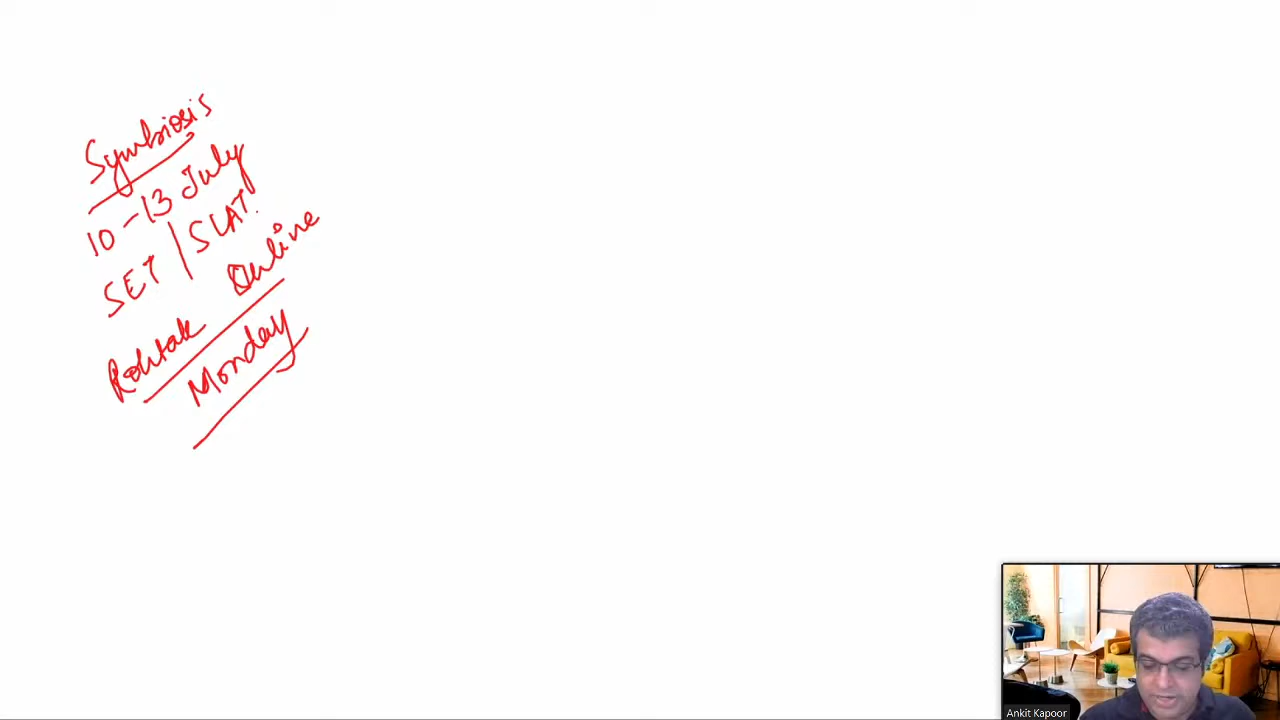 Symbiosis
10-13 July
SET / SLAT.
Online
Rohtak
Monday
Ankit Kapoor